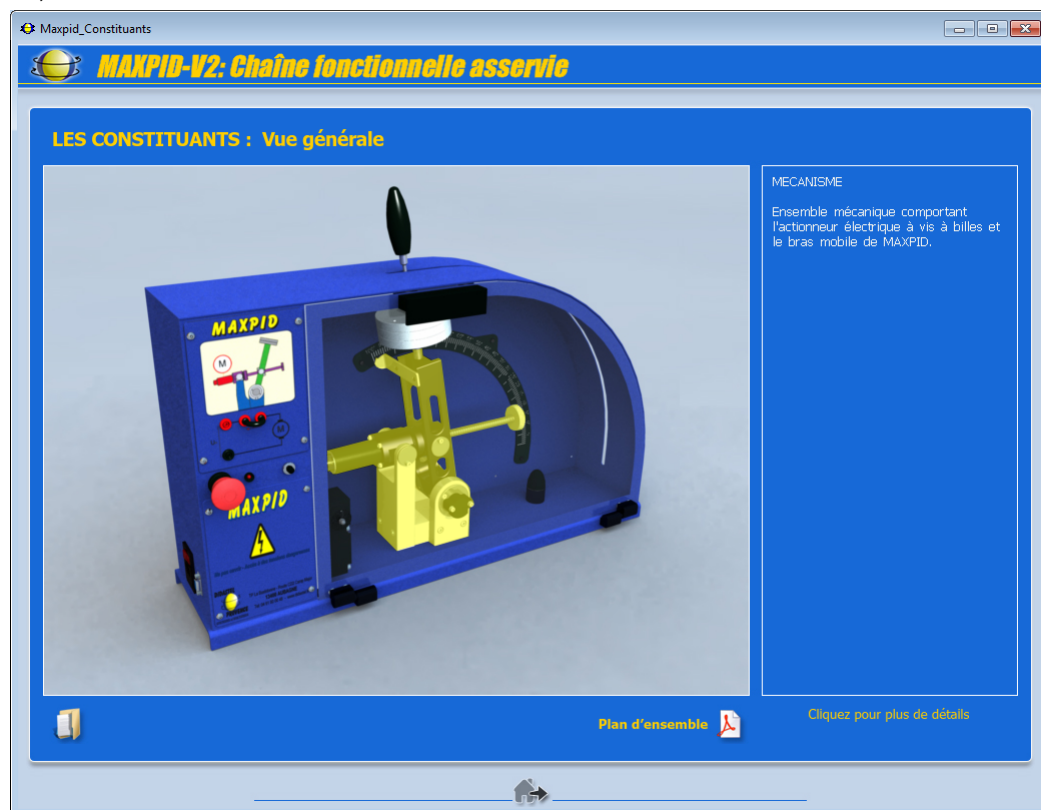 Maxpid_Constituants
MAXPID-V2: Chaîne fonctionnelle asservie
LES CONSTITUANTS : Vue générale
MECANISME
Ensemble mécanique comportant
l'actionneur électrique à vis à billes et
le bras mobile de MAXPID.
MAXPID
M
M
MAXPID
Plan d'ensemble
Cliquez pour plus de détails